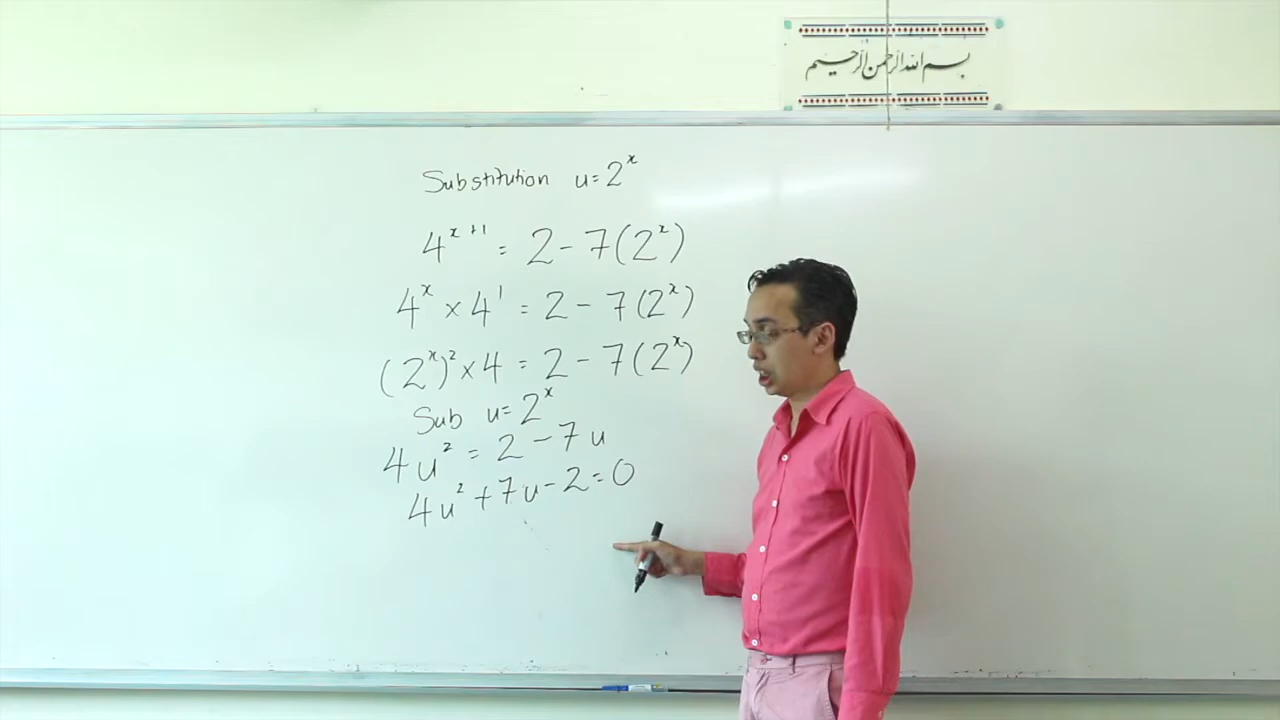 بسم الله الرحمن الرحيم
Substitution u=2^x
4^{x+1} = 2-7(2^x)
4^x × 4^1 = 2-7(2^x)
(2^x)^2 × 4 = 2-7(2^x)
Sub u=2^x
4u^2 = 2-7u
4u^2+7u-2=0